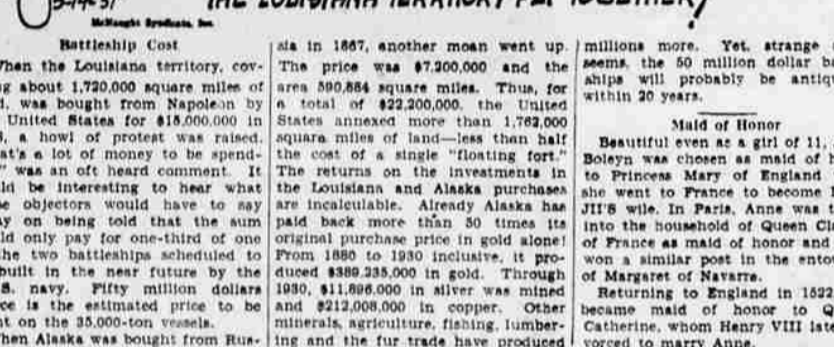 5-14-37
THE LOUISIANA TERRITORY PUT TOGETHER!
McNaught Syndicate, Inc.
Battleship Cost
When the Louisiana territory, cov-
about 1,720,000 square miles of
was bought from Napoleon by
United States for $15,000,000 in
a howl of protest was raised.
lot of money to be spend-
was an oft heard comment. It
be interesting to hear what
objectors would have to say
on being told that the sum
only pay for one-third of one
the two battleships scheduled to
built in the near future by the
navy. Fifty million dollars
is the estimated price to be
on the 35,000-ton vessels.
When Alaska was bought from Rus-
sia in 1867, another moan went up.
The price was $7,200,000 and the
area 590,884 square miles. Thus, for
a total of $22,200,000, the United
States annexed more than 1,762,000
square miles of land—less than half
the cost of a single "floating fort."
The returns on the investments in
the Louisiana and Alaska purchases
are incalculable. Already Alaska has
paid back more than 50 times its
original purchase price in gold alone!
From 1880 to 1930 inclusive, it pro-
duced $389,235,000 in gold. Through
1930, $11,896,000 in silver was mined
and $212,008,000 in copper. Other
minerals, agriculture, fishing, lumber-
ing and the fur trade have produced
millions more. Yet, strange
seems, the 50 million dollar
ships will probably be
within 20 years.
Maid of Honor
Beautiful even as a girl of 11,
Boleyn was chosen as maid of
to Princess Mary of England
she went to France to become
JII'S wife. In Paris, Anne was
into the household of Queen
of France as maid of honor and
won a similar post in the
of Margaret of Navarre.
Returning to England in 1522
became maid of honor to
Catherine, whom Henry VIII
vorced to marry Anne.